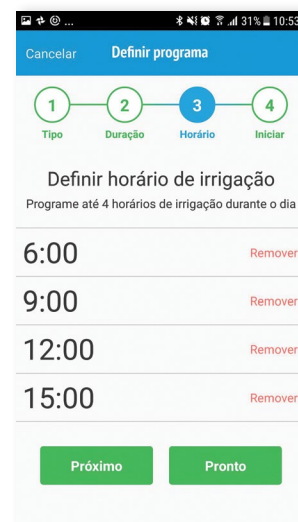 ... 31% 10:53
Cancelar Definir programa
1 2 3 4
Tipo Duração Horário Iniciar
Definir horário de irrigação
Programe até 4 horários de irrigação durante o dia
6:00 Remover
9:00 Remover
12:00 Remover
15:00 Remover
Próximo Pronto